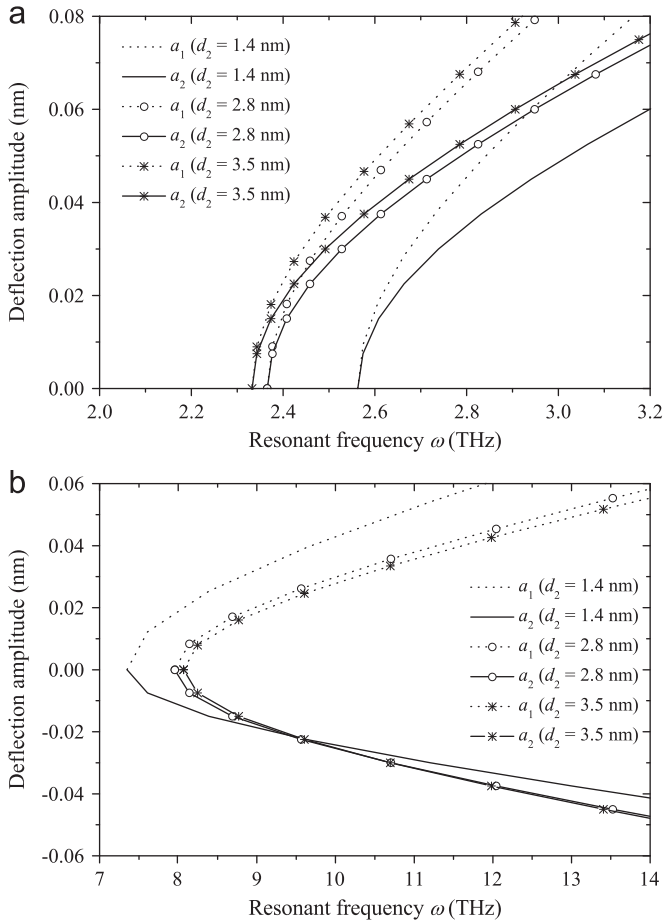 a
0.08
0.06
0.04
0.02
0.00
Deflection amplitude (nm)
a1 (d2 = 1.4 nm)
a2 (d2 = 1.4 nm)
a1 (d2 = 2.8 nm)
a2 (d2 = 2.8 nm)
a1 (d2 = 3.5 nm)
a2 (d2 = 3.5 nm)
2.0 2.2 2.4 2.6 2.8 3.0 3.2
Resonant frequency ω (THz)
b
0.06
0.04
0.02
0.00
-0.02
-0.04
-0.06
Deflection amplitude (nm)
a1 (d2 = 1.4 nm)
a2 (d2 = 1.4 nm)
a1 (d2 = 2.8 nm)
a2 (d2 = 2.8 nm)
a1 (d2 = 3.5 nm)
a2 (d2 = 3.5 nm)
7 8 9 10 11 12 13 14
Resonant frequency ω (THz)